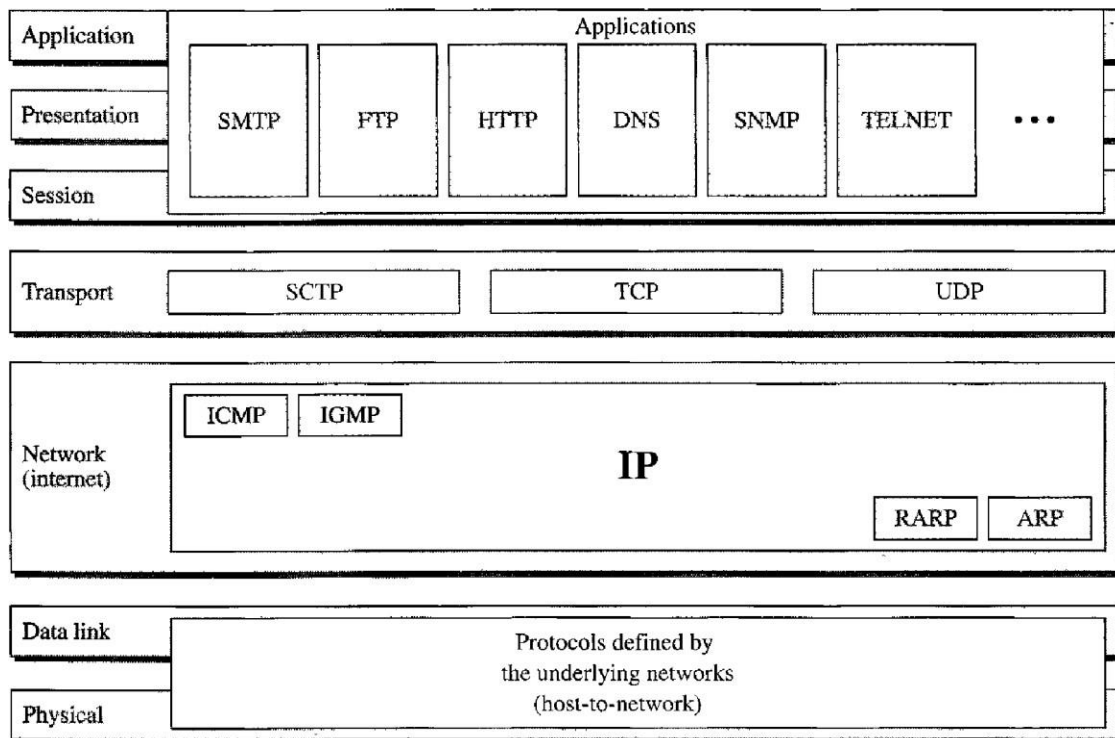 Application
Applications
Presentation
SMTP
FTP
HTTP
DNS
SNMP
TELNET
•••
Session
Transport
SCTP
TCP
UDP
Network
(internet)
ICMP
IGMP
IP
RARP
ARP
Data link
Protocols defined by
the underlying networks
(host-to-network)
Physical